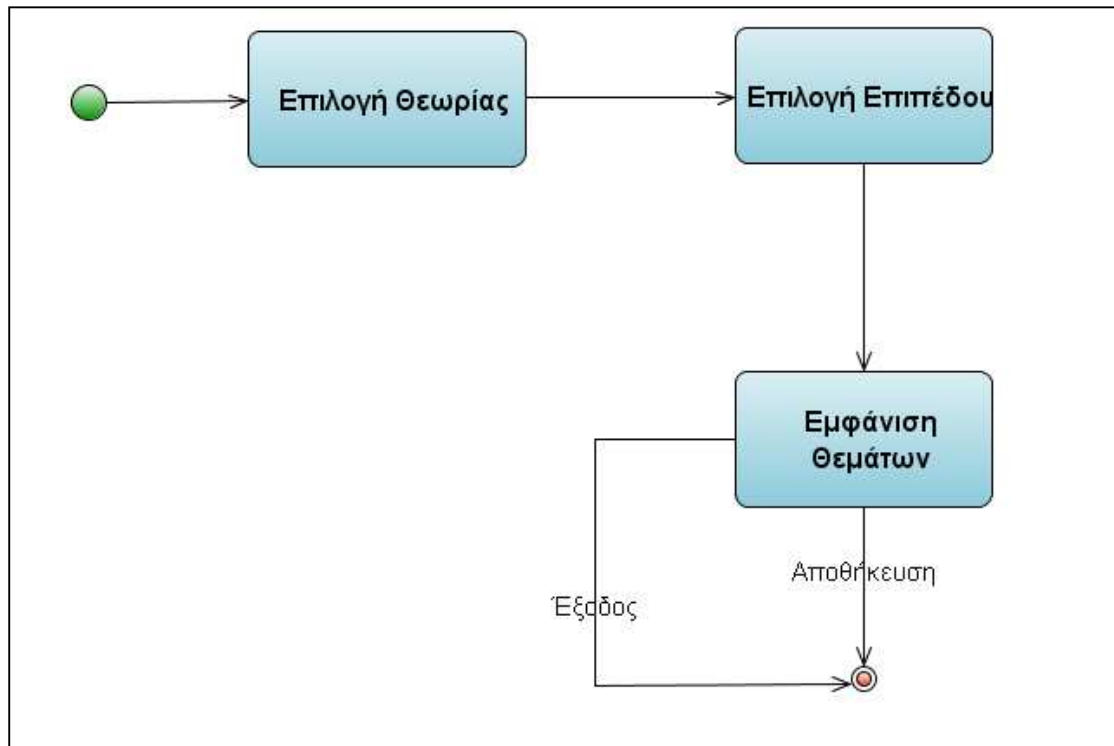 Επιλογή Θεωρίας
Επιλογή Επιπέδου
Εμφάνιση
Θεμάτων
Αποθήκευση
Έξοδος